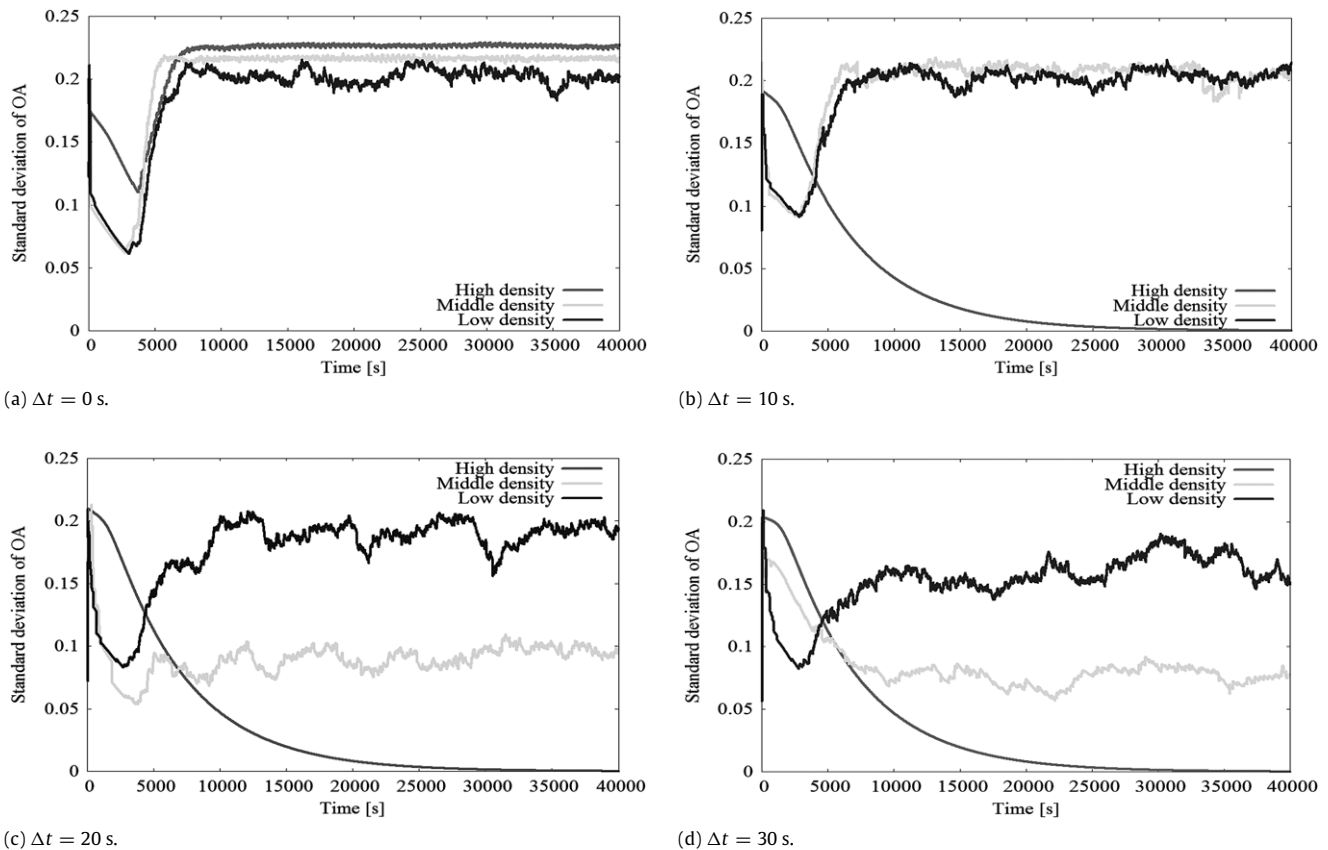 0.25
0.2
0.15
0.1
0.05
0
Standard deviation of OA
High density
Middle density
Low density
0 5000 10000 15000 20000 25000 30000 35000 40000
Time [s]
(a) Δt = 0 s.
0.25
0.2
0.15
0.1
0.05
0
Standard deviation of OA
High density
Middle density
Low density
0 5000 10000 15000 20000 25000 30000 35000 40000
Time [s]
(b) Δt = 10 s.
0.25
0.2
0.15
0.1
0.05
0
Standard deviation of OA
High density
Middle density
Low density
0 5000 10000 15000 20000 25000 30000 35000 40000
Time [s]
(c) Δt = 20 s.
0.25
0.2
0.15
0.1
0.05
0
Standard deviation of OA
High density
Middle density
Low density
0 5000 10000 15000 20000 25000 30000 35000 40000
Time [s]
(d) Δt = 30 s.